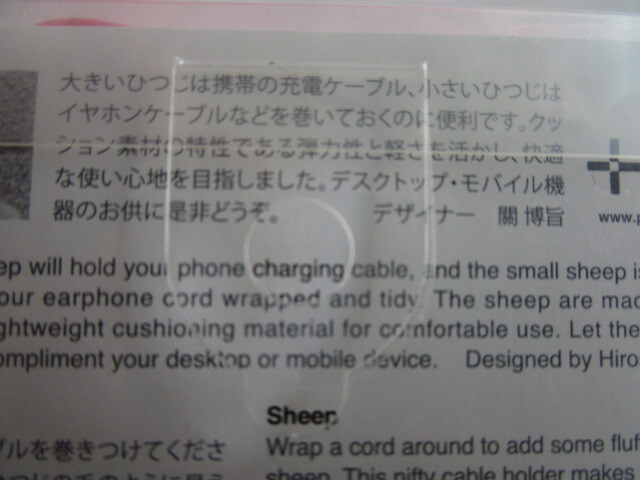 大きいひつじは携帯の充電ケーブル、小さいひつじは
イヤホンケーブルなどを巻いておくのに便利です。クッ
ション素材の特性である弾力性と軽さを活かし、快適
な使い心地を目指しました。デスクトップ・モバイル機
器のお供に是非どうぞ。 デザイナー 關 博旨
www.p
ep will hold your phone charging cable, and the small sheep is
our earphone cord wrapped and tidy. The sheep are mad
ghtweight cushioning material for comfortable use. Let the
ompliment your desktop or mobile device. Designed by Hiro
Sheep
ブルを巻きつけてくださ
Wrap a cord around to add some fluf
sheep. This nifty cable holder makes